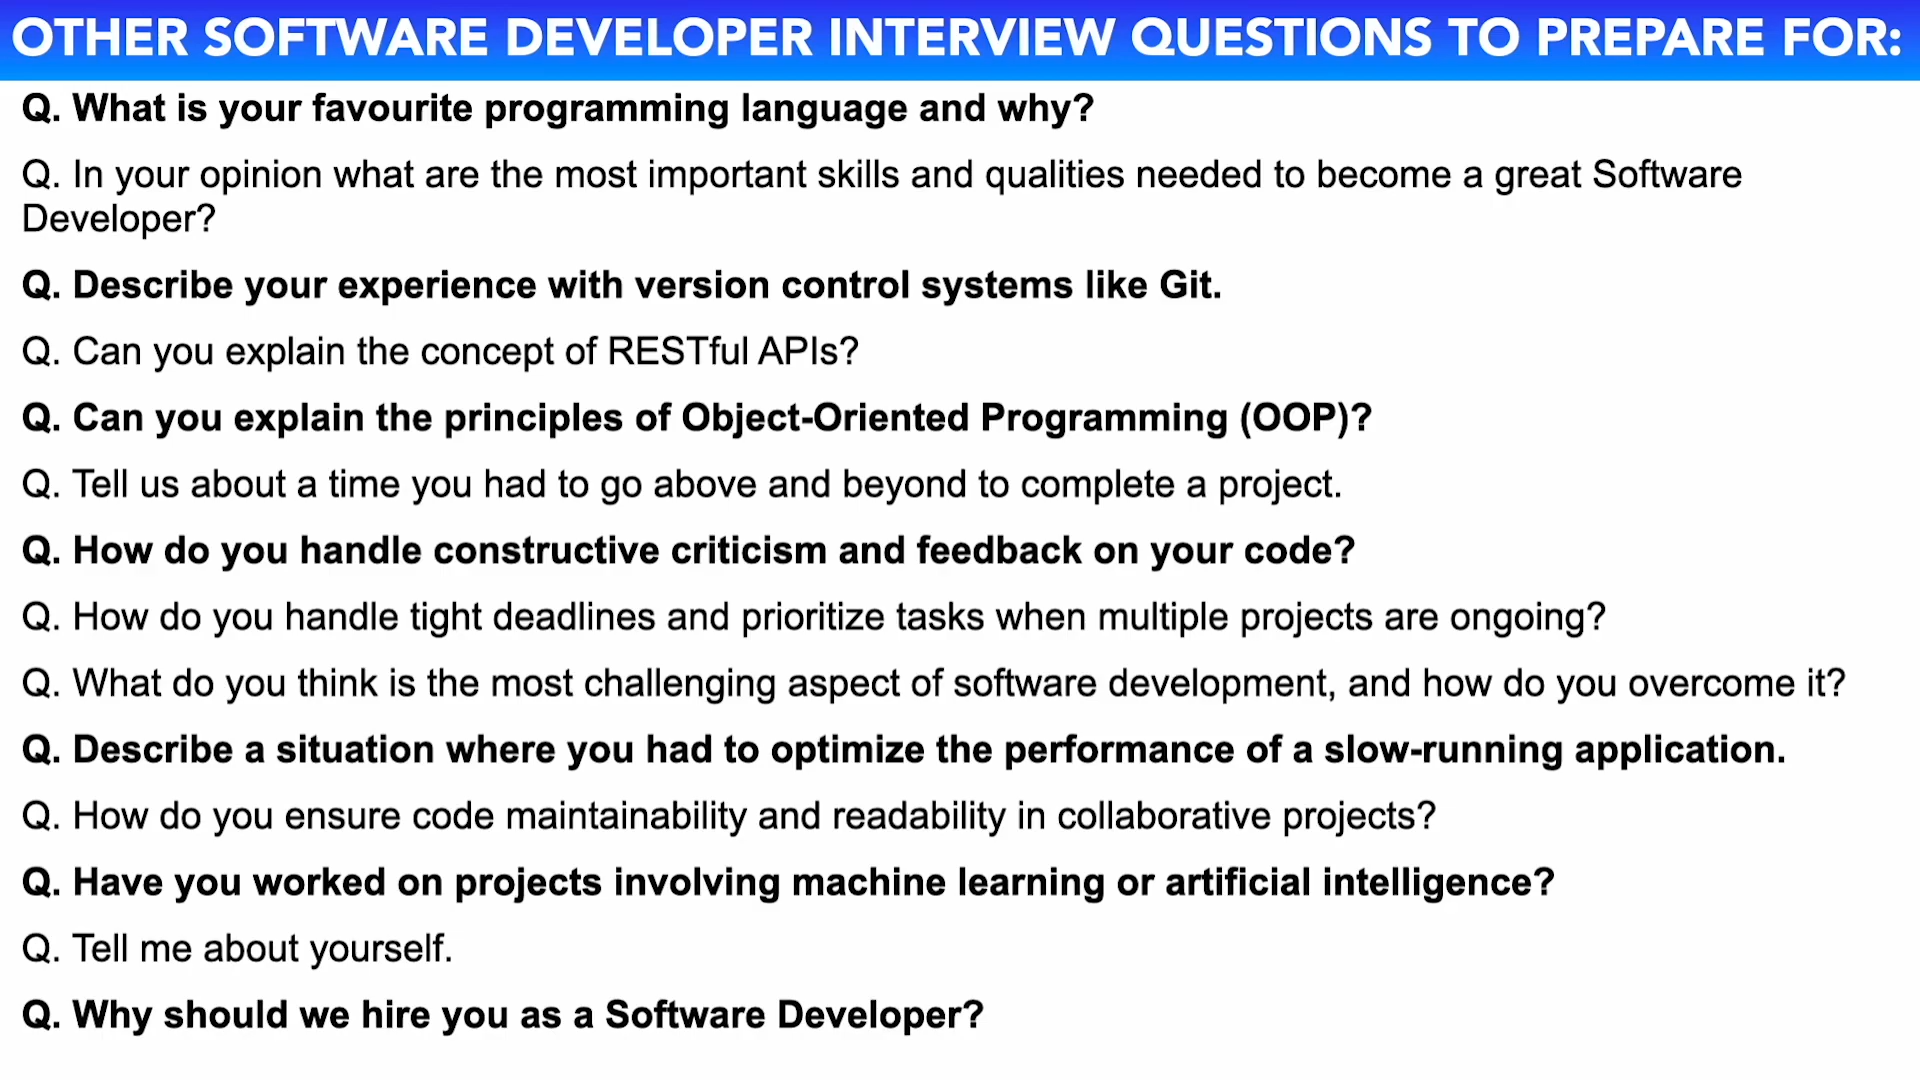 OTHER SOFTWARE DEVELOPER INTERVIEW QUESTIONS TO PREPARE FOR:
Q. What is your favourite programming language and why?
Q. In your opinion what are the most important skills and qualities needed to become a great Software
Developer?
Q. Describe your experience with version control systems like Git.
Q. Can you explain the concept of RESTful APIs?
Q. Can you explain the principles of Object-Oriented Programming (OOP)?
Q. Tell us about a time you had to go above and beyond to complete a project.
Q. How do you handle constructive criticism and feedback on your code?
Q. How do you handle tight deadlines and prioritize tasks when multiple projects are ongoing?
Q. What do you think is the most challenging aspect of software development, and how do you overcome it?
Q. Describe a situation where you had to optimize the performance of a slow-running application.
Q. How do you ensure code maintainability and readability in collaborative projects?
Q. Have you worked on projects involving machine learning or artificial intelligence?
Q. Tell me about yourself.
Q. Why should we hire you as a Software Developer?